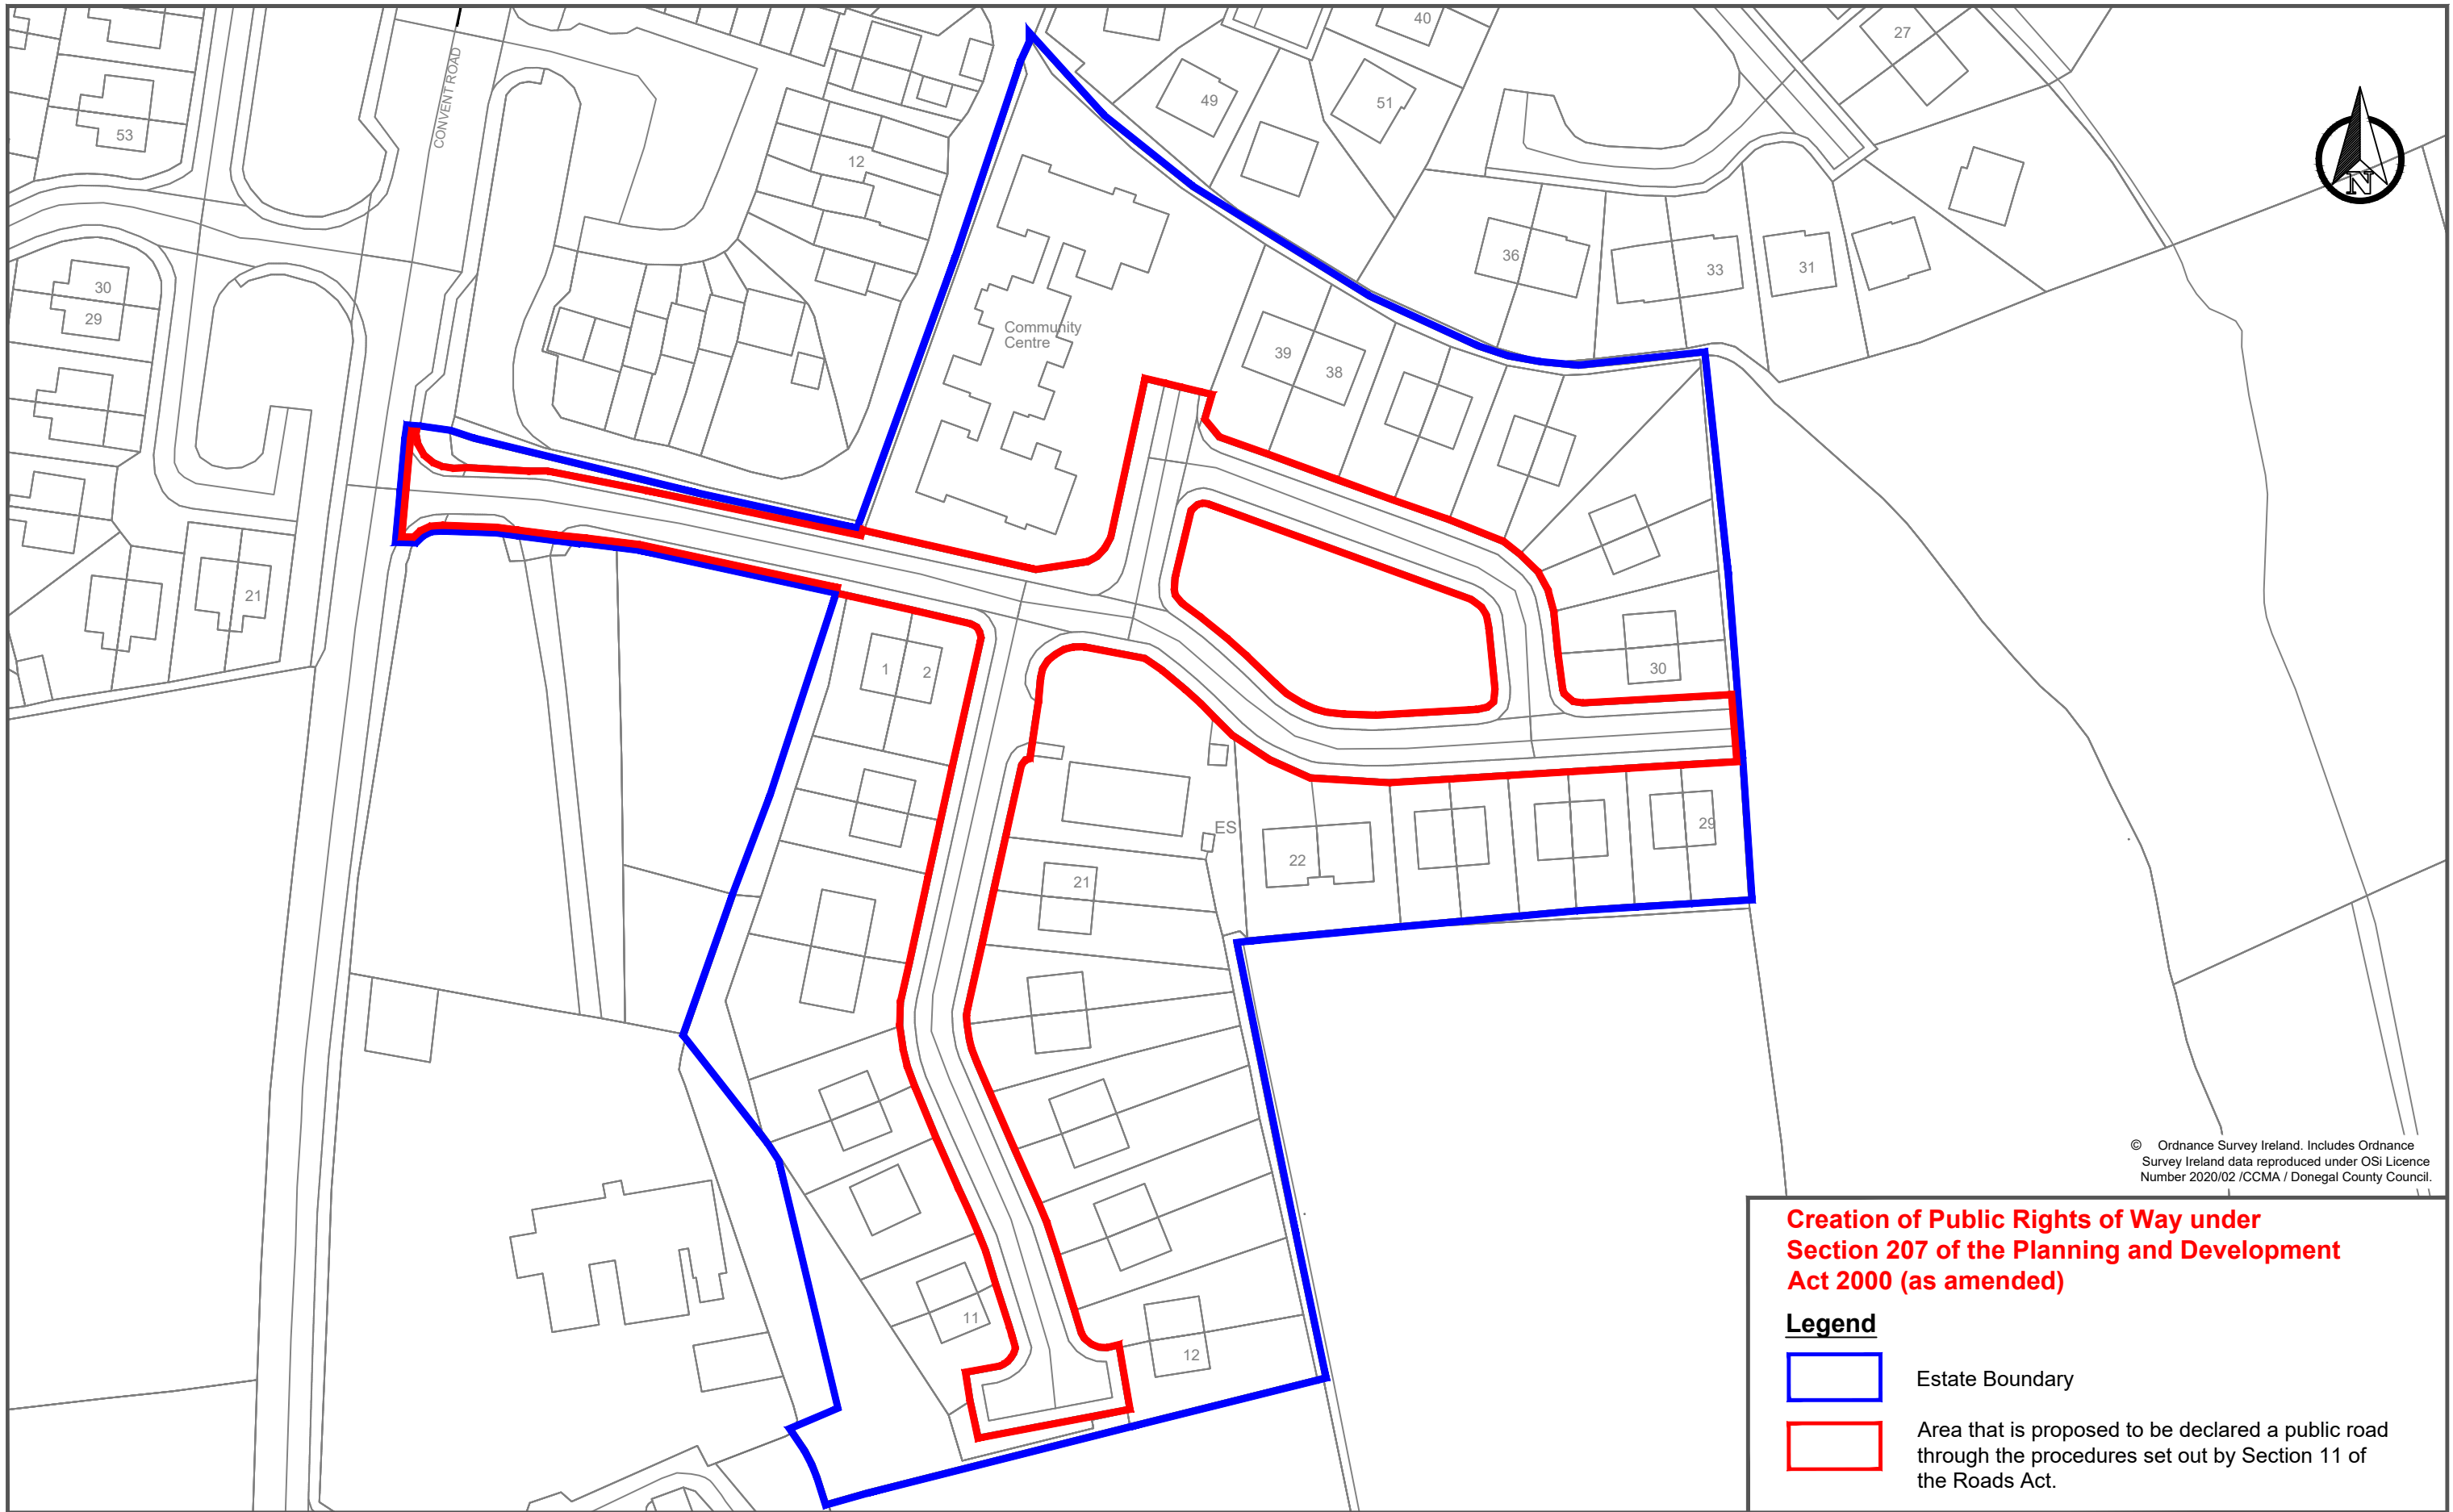 CONVENT ROAD
40
27
49
51
53
12
36
33
31
30
29
Community
Centre
39
38
21
1
2
30
ES
22
29
21
11
12
N
© Ordnance Survey Ireland. Includes Ordnance
Survey Ireland data reproduced under OSi Licence
Number 2020/02 /CCMA / Donegal County Council.
Creation of Public Rights of Way under
Section 207 of the Planning and Development
Act 2000 (as amended)
Legend
Estate Boundary
Area that is proposed to be declared a public road
through the procedures set out by Section 11 of
the Roads Act.